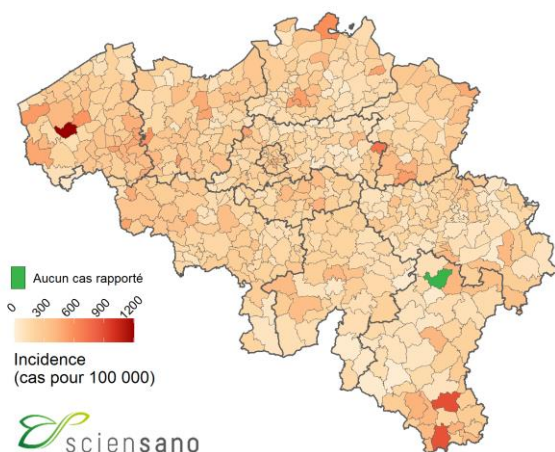 Aucun cas rapporté
0 300 600 900 1200
Incidence
(cas pour 100 000)
sciensano